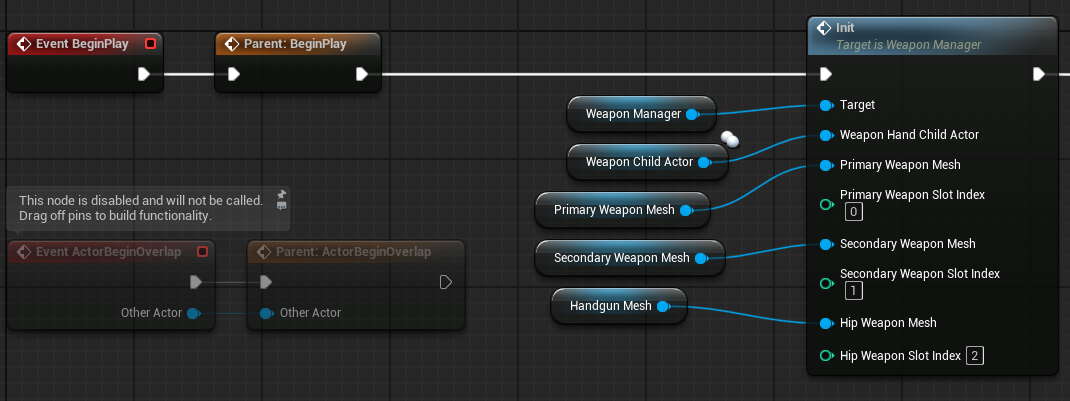 Event BeginPlay
Parent: BeginPlay
Init
Target is Weapon Manager
Weapon Manager
Target
Weapon Child Actor
Weapon Hand Child Actor
Primary Weapon Mesh
Primary Weapon Mesh
Primary Weapon Slot Index
0
Secondary Weapon Mesh
Secondary Weapon Mesh
Secondary Weapon Slot Index
1
Handgun Mesh
Hip Weapon Mesh
Hip Weapon Slot Index 2
This node is disabled and will not be called.
Drag off pins to build functionality.
Event ActorBeginOverlap
Parent: ActorBeginOverlap
Other Actor
Other Actor